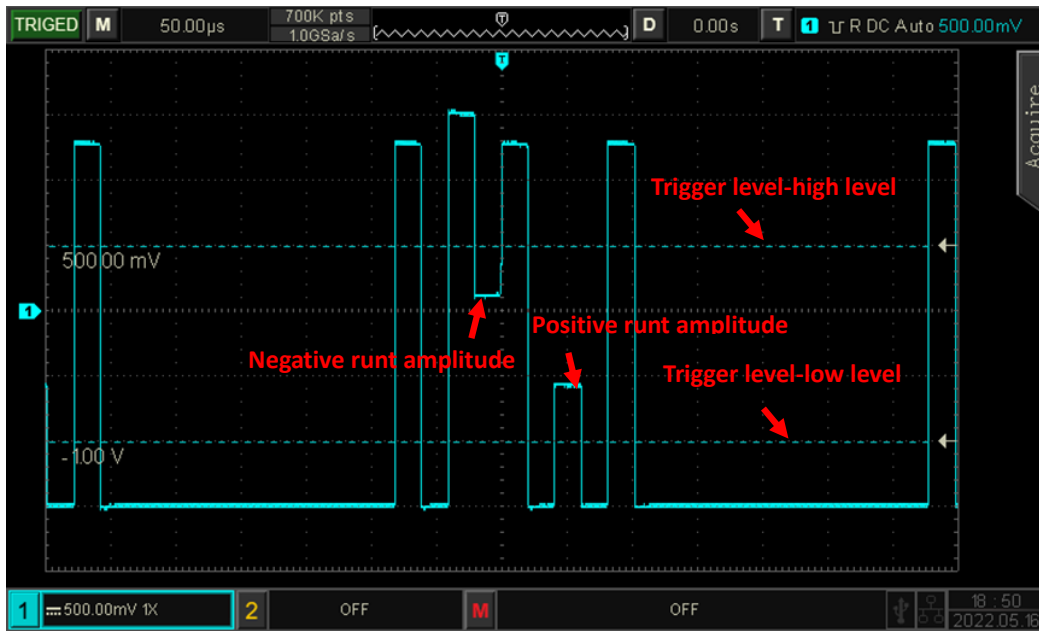 TRIGED M 50.00μs 700K pts D 0.00s T 1 R DC Auto 500.00mV
1.0GSa/s
T
T
Acquire
Trigger level-high level
500.00 mV
1
Positive runt amplitude
Negative runt amplitude
Trigger level-low level
-1.00 V
1 500.00mV 1X 2 OFF M OFF 18 : 50
2022.05.16